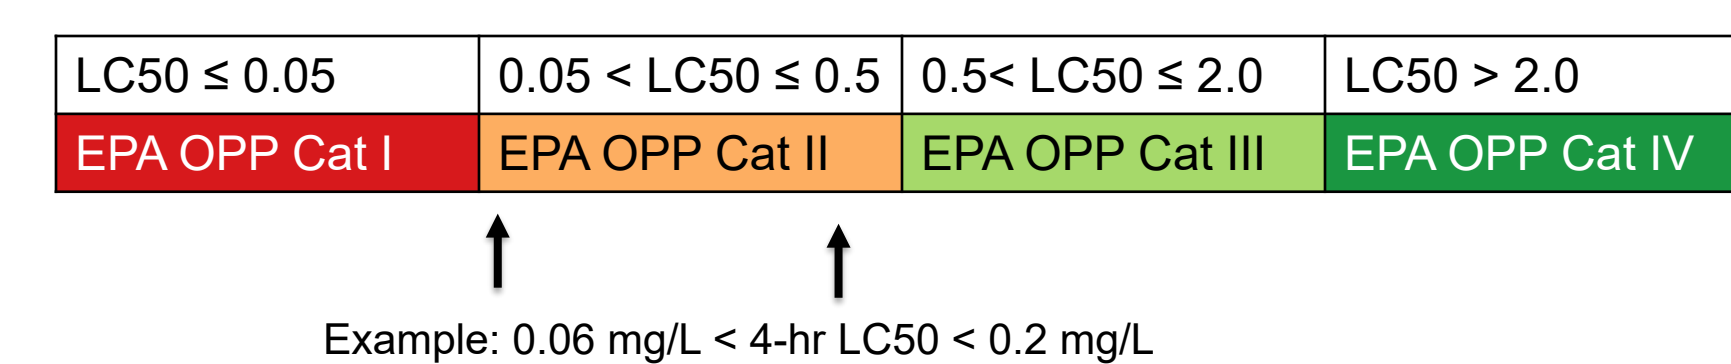 LC50 ≤ 0.05 0.05 < LC50 ≤ 0.5 0.5< LC50 ≤ 2.0 LC50 > 2.0
EPA OPP Cat I EPA OPP Cat II EPA OPP Cat III EPA OPP Cat IV
Example: 0.06 mg/L < 4-hr LC50 < 0.2 mg/L